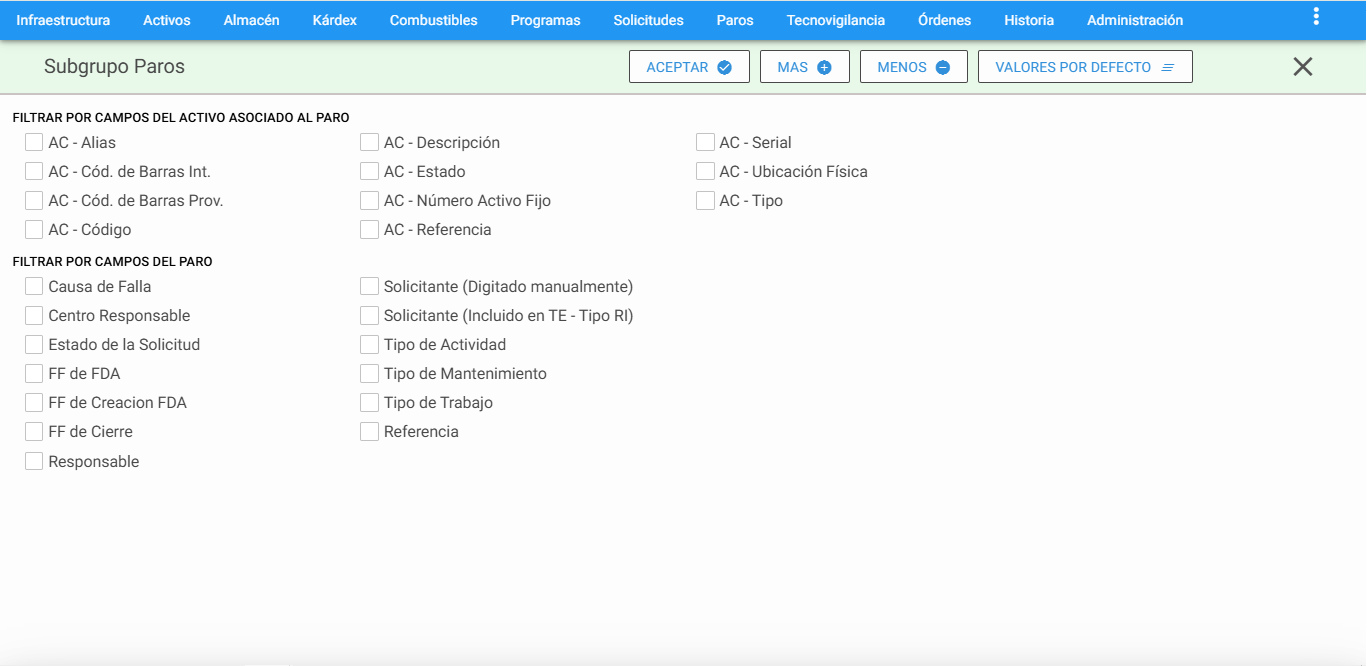 Infraestructura Activos Almacén Kárdex Combustibles Programas Solicitudes Paros Tecnovigilancia Órdenes Historia Administración
Subgrupo Paros ACEPTAR MAS MENOS VALORES POR DEFECTO
FILTRAR POR CAMPOS DEL ACTIVO ASOCIADO AL PARO
AC - Alias AC - Descripción AC - Serial
AC - Cód. de Barras Int. AC - Estado AC - Ubicación Física
AC - Cód. de Barras Prov. AC - Número Activo Fijo AC - Tipo
AC - Código AC - Referencia
FILTRAR POR CAMPOS DEL PARO
Causa de Falla Solicitante (Digitado manualmente)
Centro Responsable Solicitante (Incluido en TE - Tipo RI)
Estado de la Solicitud Tipo de Actividad
FF de FDA Tipo de Mantenimiento
FF de Creacion FDA Tipo de Trabajo
FF de Cierre Referencia
Responsable